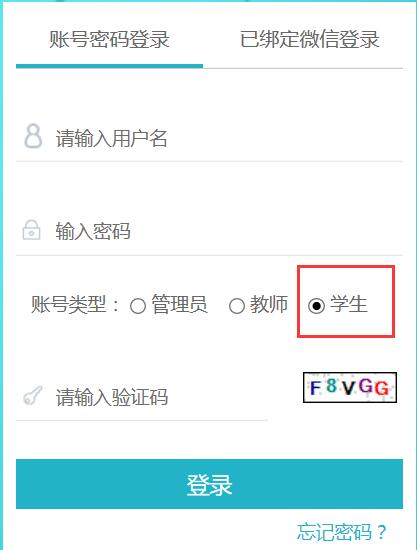 账号密码登录 已绑定微信登录
请输入用户名
输入密码
账号类型： 管理员 教师 学生
请输入验证码 F8VGG
登录
忘记密码？